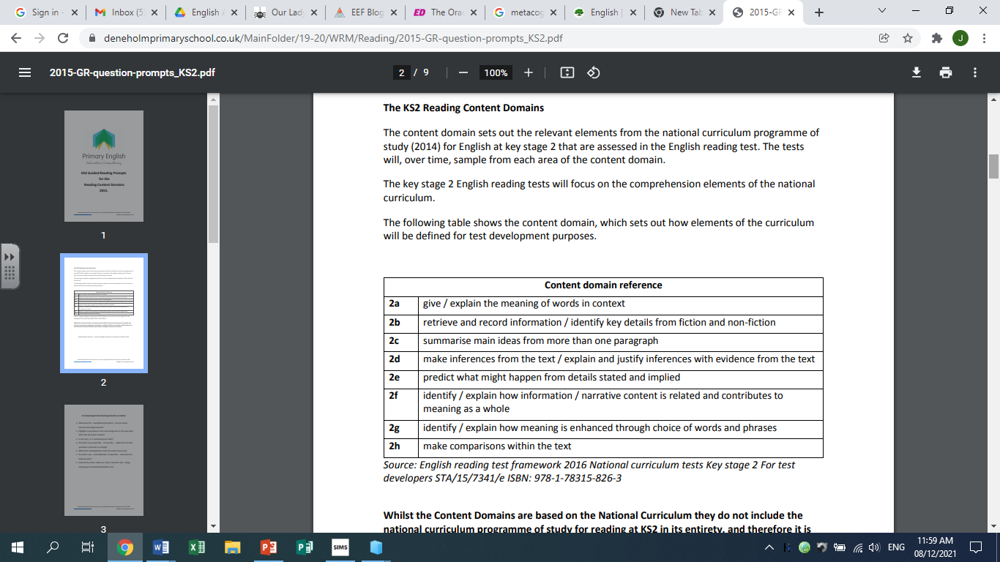 Sign in -
Inbox (5
English A
Our Lad
EEF Blog
ED The Ora
metacog
English |
New Tab
2015-GR
deneholmprimaryschool.co.uk/MainFolder/19-20/WRM/Reading/2015-GR-question-prompts_KS2.pdf
J
2015-GR-question-prompts_KS2.pdf
2 / 9
100%
Primary English
KS2 Guided Reading Prompts
for the
Reading Content Domains
2015.
1
2
3
The KS2 Reading Content Domains
The content domain sets out the relevant elements from the national curriculum programme of
study (2014) for English at key stage 2 that are assessed in the English reading test. The tests
will, over time, sample from each area of the content domain.
The key stage 2 English reading tests will focus on the comprehension elements of the national
curriculum.
The following table shows the content domain, which sets out how elements of the curriculum
will be defined for test development purposes.
Content domain reference
2a give / explain the meaning of words in context
2b retrieve and record information / identify key details from fiction and non-fiction
2c summarise main ideas from more than one paragraph
2d make inferences from the text / explain and justify inferences with evidence from the text
2e predict what might happen from details stated and implied
2f identify / explain how information / narrative content is related and contributes to
meaning as a whole
2g identify / explain how meaning is enhanced through choice of words and phrases
2h make comparisons within the text
Source: English reading test framework 2016 National curriculum tests Key stage 2 For test
developers STA/15/7341/e ISBN: 978-1-78315-826-3
Whilst the Content Domains are based on the National Curriculum they do not include the
national curriculum programme of study for reading at KS2 in its entirety, and therefore it is
SIMS
ENG
11:59 AM
08/12/2021